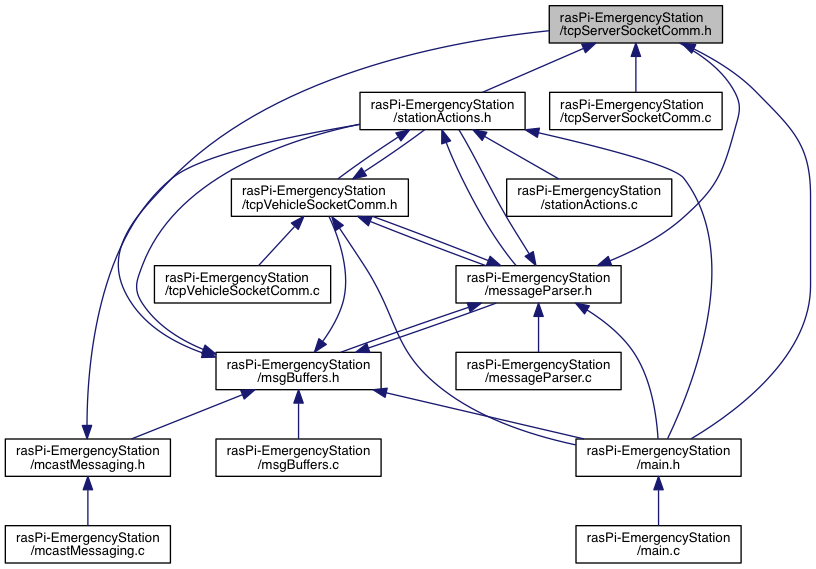 rasPi-EmergencyStation
/tcpServerSocketComm.h
rasPi-EmergencyStation
/stationActions.h
rasPi-EmergencyStation
/tcpServerSocketComm.c
rasPi-EmergencyStation
/tcpVehicleSocketComm.h
rasPi-EmergencyStation
/stationActions.c
rasPi-EmergencyStation
/tcpVehicleSocketComm.c
rasPi-EmergencyStation
/messageParser.h
rasPi-EmergencyStation
/msgBuffers.h
rasPi-EmergencyStation
/messageParser.c
rasPi-EmergencyStation
/mcastMessaging.h
rasPi-EmergencyStation
/msgBuffers.c
rasPi-EmergencyStation
/main.h
rasPi-EmergencyStation
/mcastMessaging.c
rasPi-EmergencyStation
/main.c